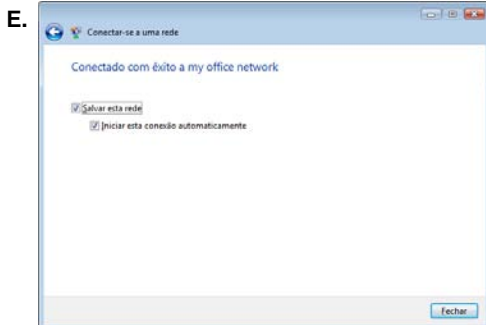 E.
Conectar-se a uma rede
Conectado com êxito a my office network
Salvar esta rede
Iniciar esta conexão automaticamente
Fechar